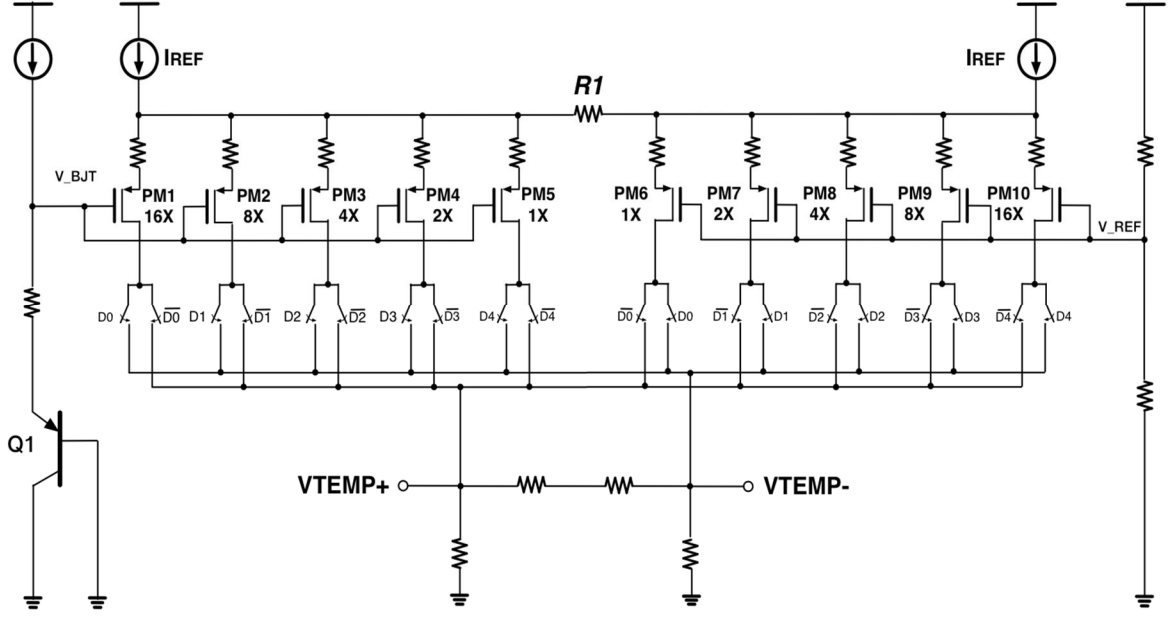 IREF
IREF
R1
V_BJT
PM1
16X
PM2
8X
PM3
4X
PM4
2X
PM5
1X
PM6
1X
PM7
2X
PM8
4X
PM9
8X
PM10
16X
V_REF
D0 D̅0̅ D1 D̅1̅ D2 D̅2̅ D3 D̅3̅ D4 D̅4̅ D̅0̅ D0 D̅1̅ D1 D̅2̅ D2 D̅3̅ D3 D̅4̅ D4
Q1
VTEMP+
VTEMP-